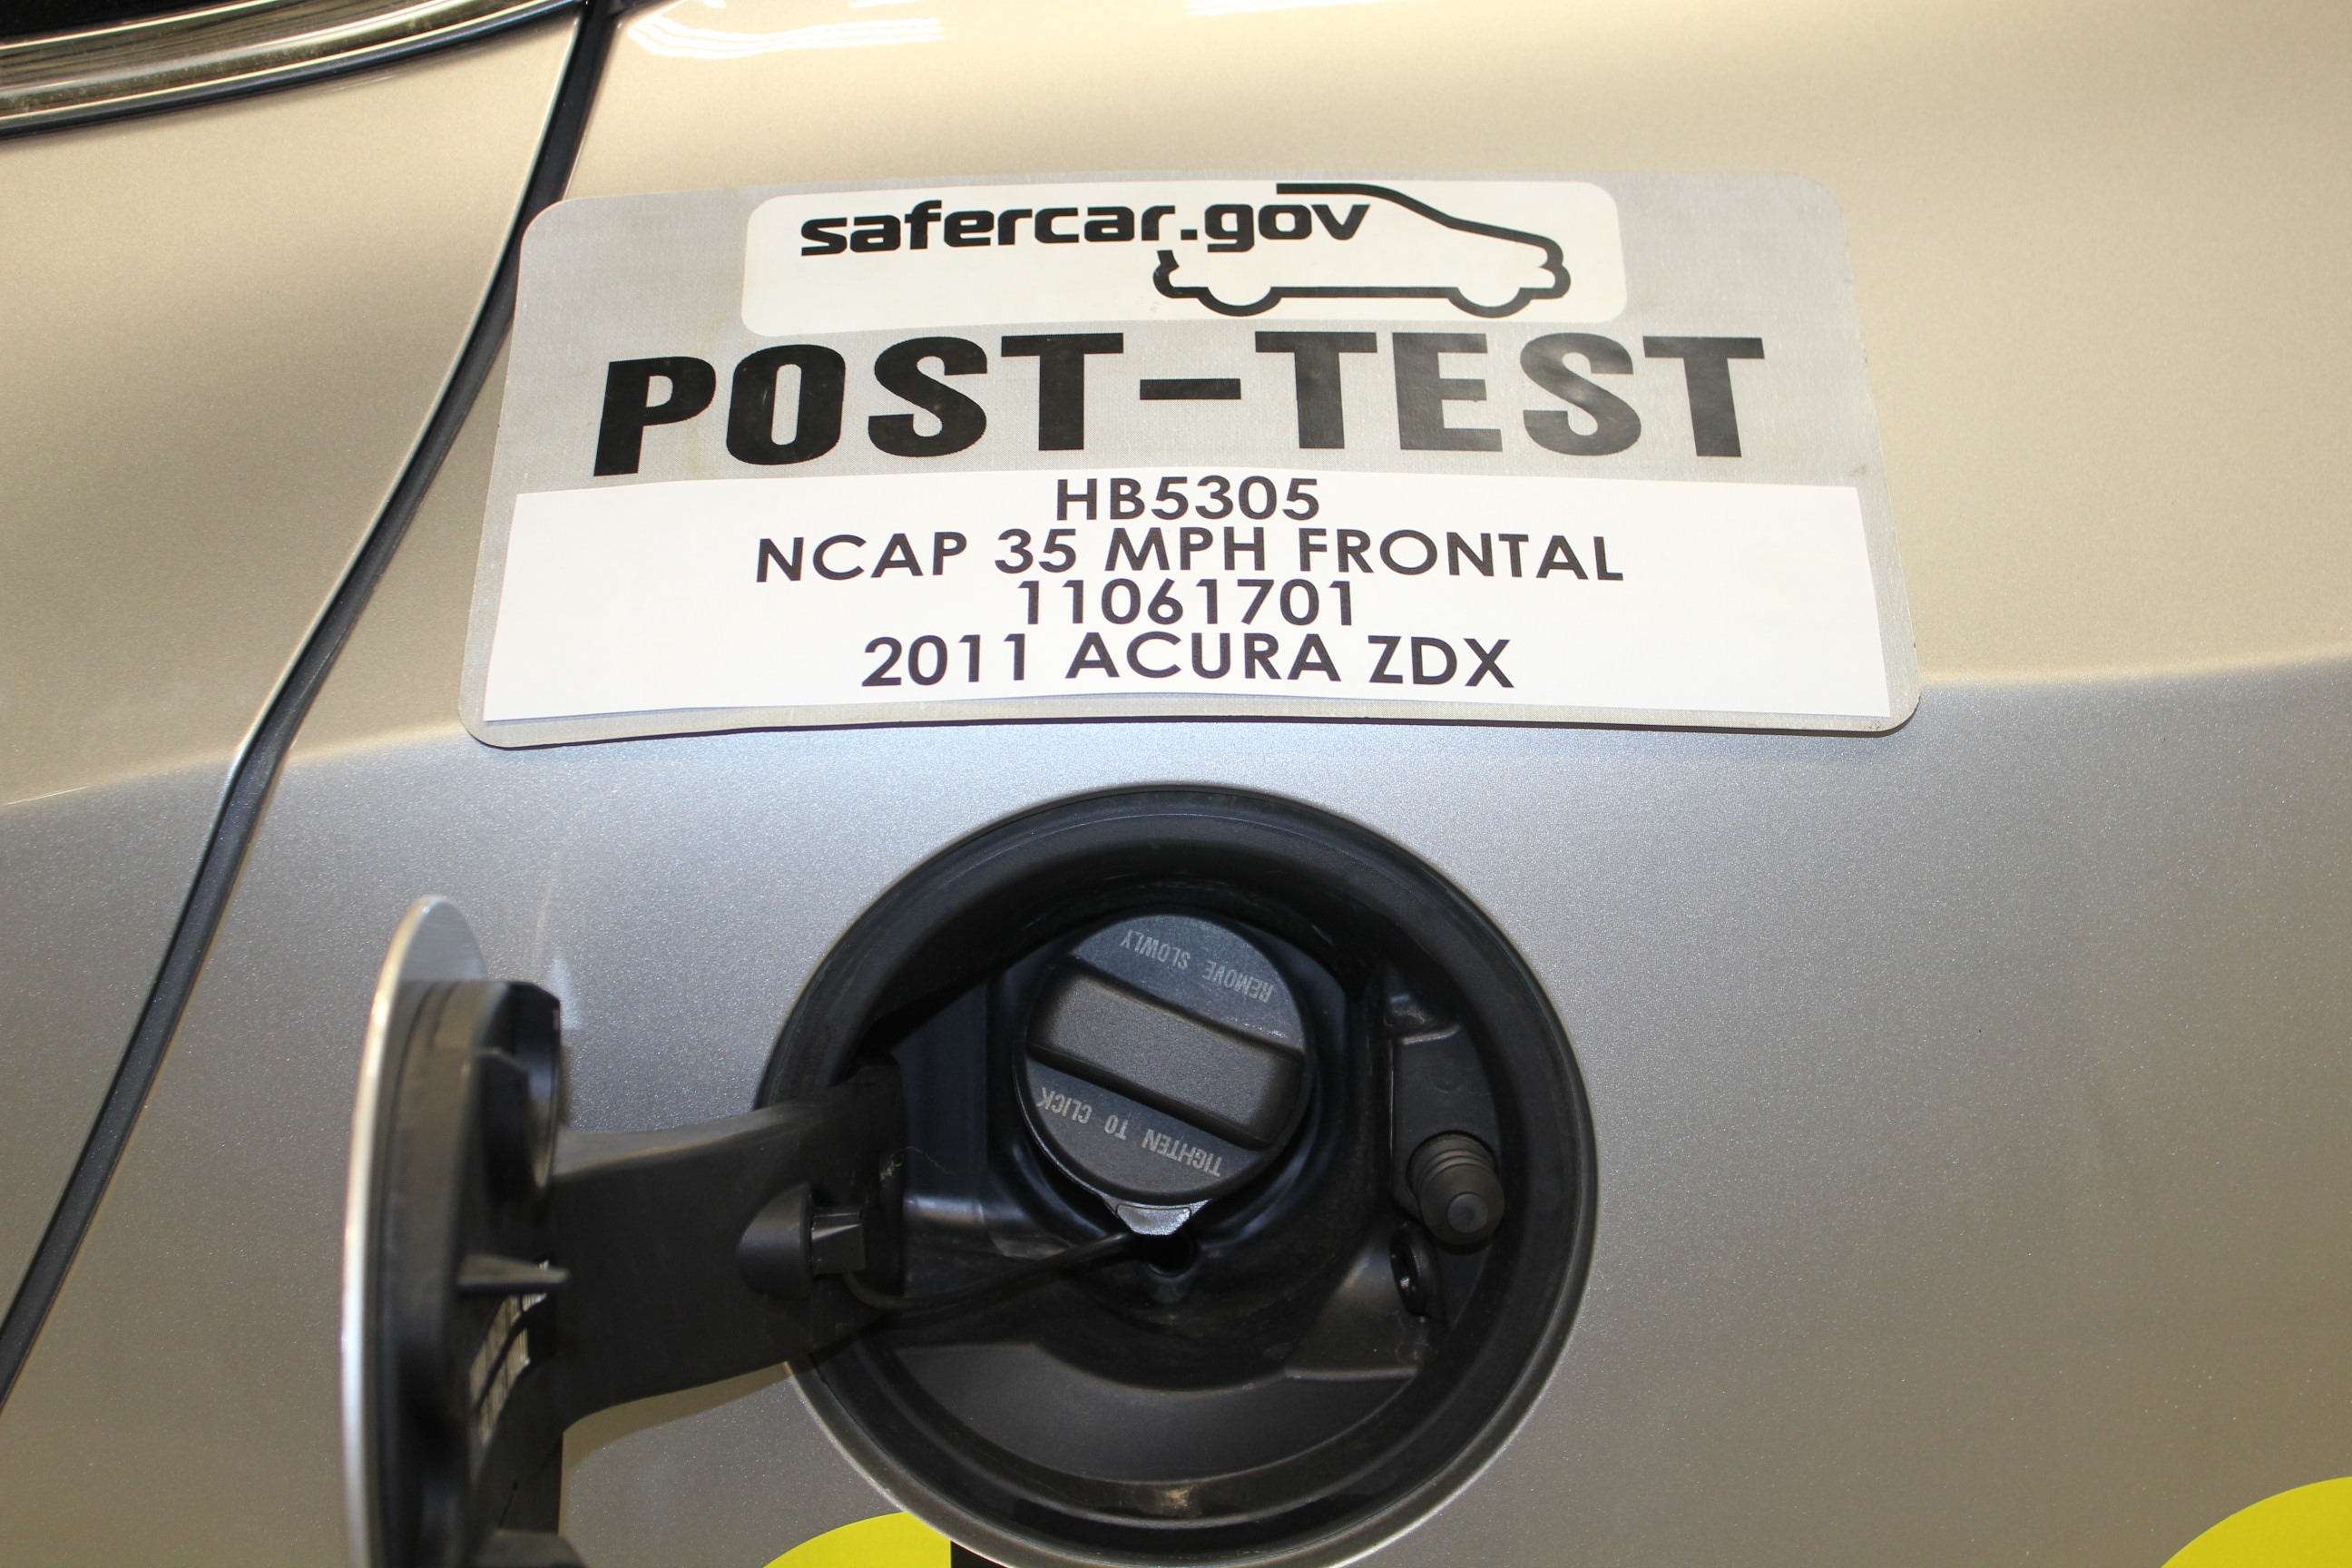 safercar.gov
POST-TEST
HB5305
NCAP 35 MPH FRONTAL
11061701
2011 ACURA ZDX
REMOVE SLOWLY
TIGHTEN TO CLICK